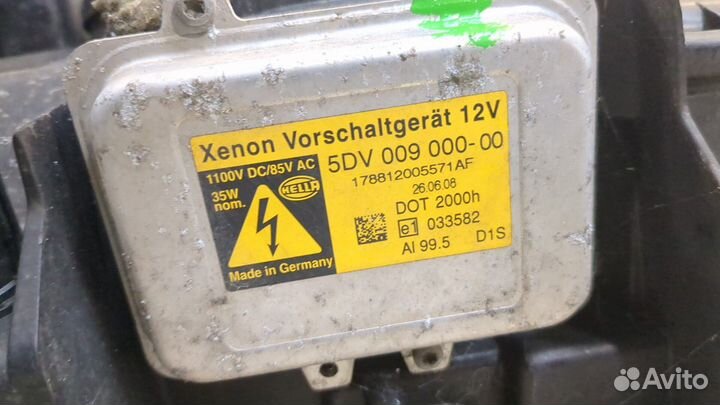 Xenon Vorschaltgerät 12V
1100V DC/85V AC
35W
nom.
HELLA
Made in Germany
5DV 009 000-00
178812005571AF
26.06.08
DOT 2000h
e1 033582
Al 99.5 D1S
Avito